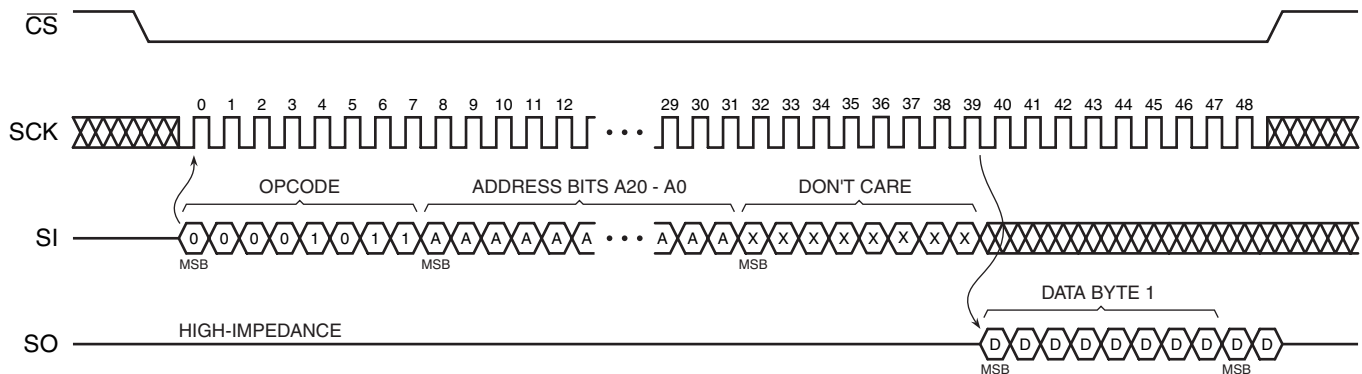 CS
0 1 2 3 4 5 6 7 8 9 10 11 12 29 30 31 32 33 34 35 36 37 38 39 40 41 42 43 44 45 46 47 48
SCK • • •
OPCODE ADDRESS BITS A20 - A0 DON'T CARE
SI 0 0 0 0 1 0 1 1 A A A A A A • • • A A A X X X X X X X X
MSB MSB MSB
DATA BYTE 1
HIGH-IMPEDANCE
SO D D D D D D D D D D
MSB MSB